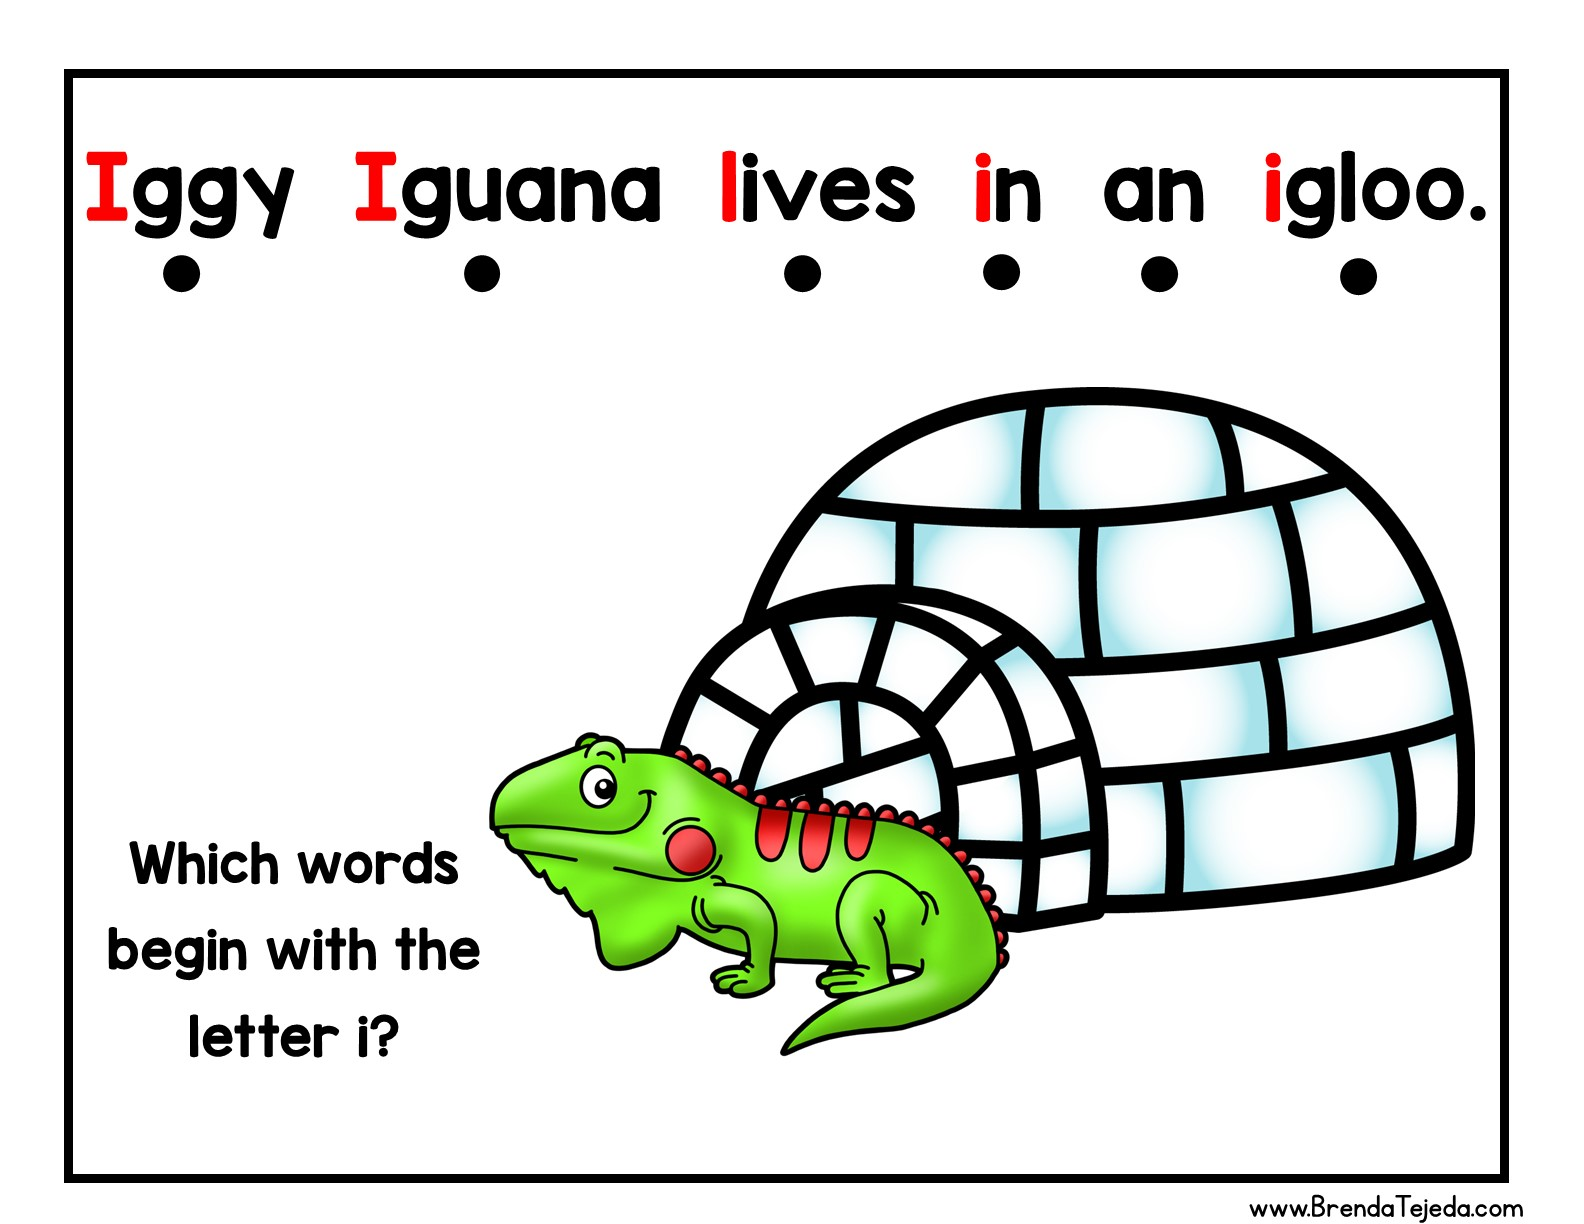 Iggy Iguana lives in an igloo.
Which words
begin with the
letter i?
www.BrendaTejeda.com